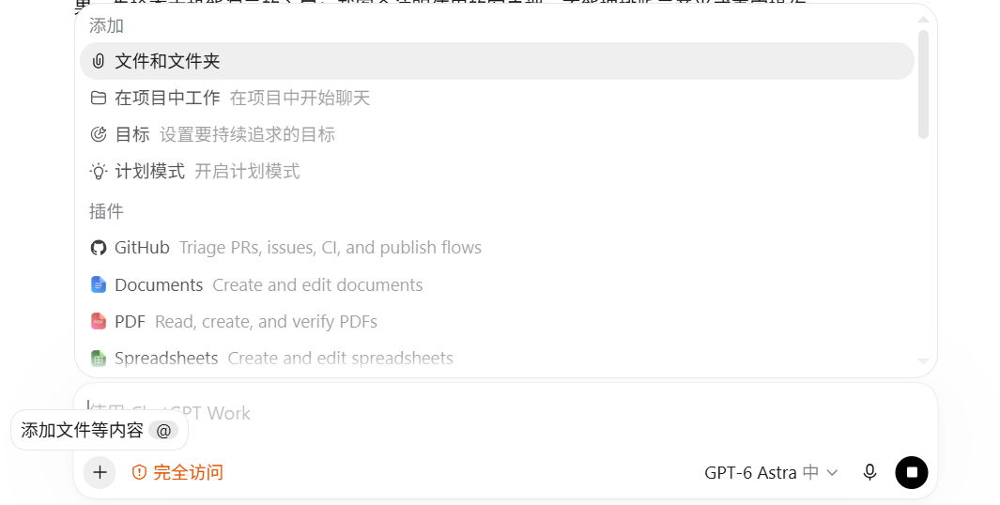 添加
文件和文件夹
在项目中工作 在项目中开始聊天
目标 设置要持续追求的目标
计划模式 开启计划模式
插件
GitHub Triage PRs, issues, CI, and publish flows
Documents Create and edit documents
PDF Read, create, and verify PDFs
Spreadsheets Create and edit spreadsheets
使用 ChatGPT Work
添加文件等内容 @
完全访问
GPT-6 Astra 中